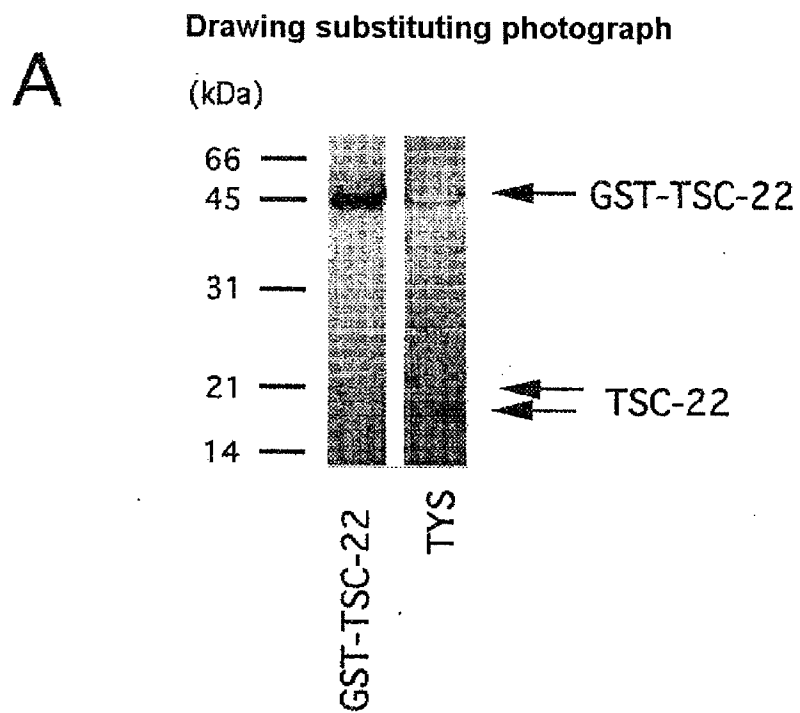 Drawing substituting photograph
A
(kDa)
66
45
31
21
14
GST-TSC-22
TSC-22
GST-TSC-22
TYS